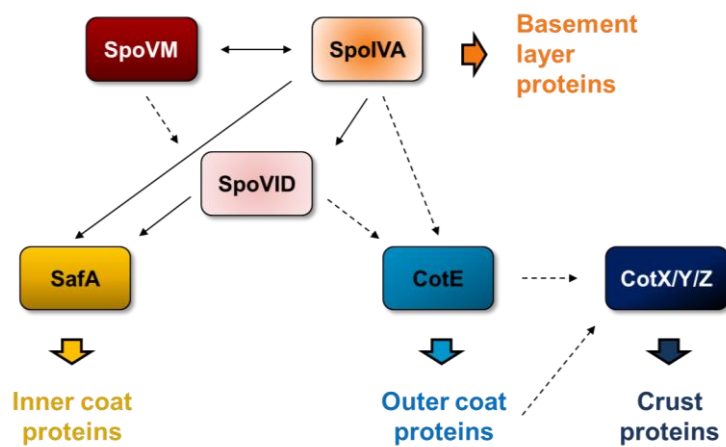 SpoVM
SpoIVA
Basement
layer
proteins
SpoVID
SafA
CotE
CotX/Y/Z
Inner coat
proteins
Outer coat
proteins
Crust
proteins